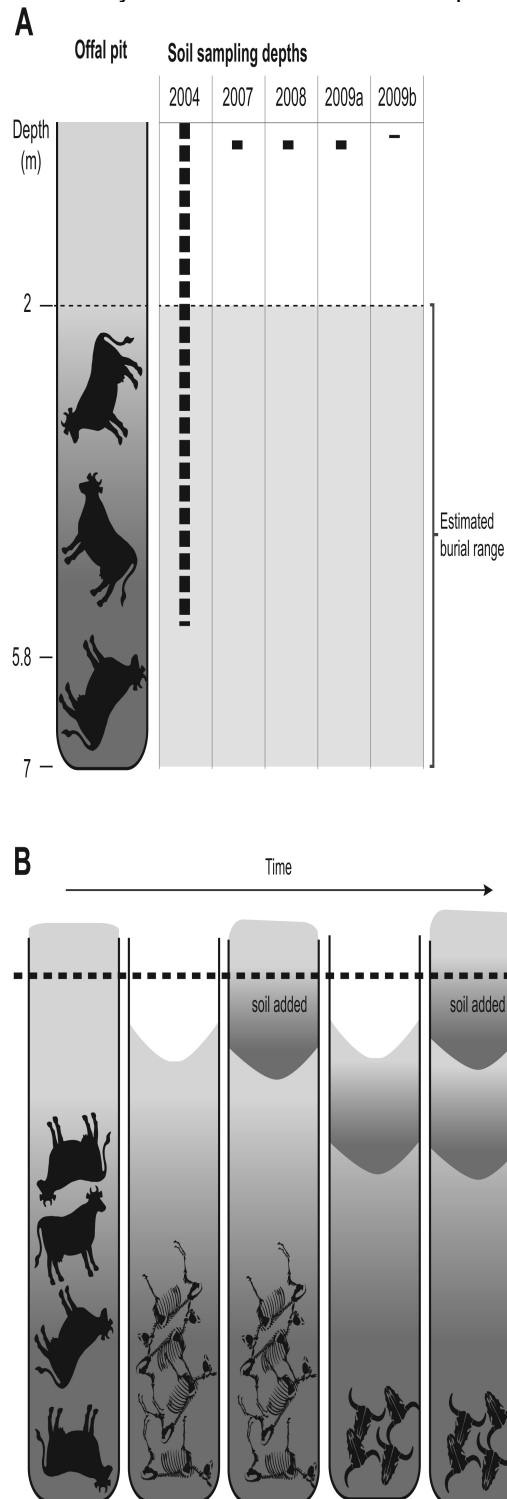 A
Offal pit
Soil sampling depths
2004 2007 2008 2009a 2009b
Depth
(m)
2
Estimated
burial range
5.8
7
B
Time
soil added
soil added